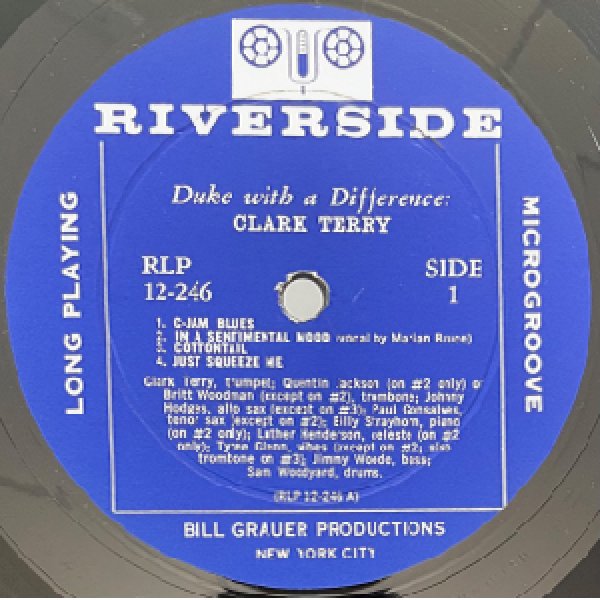 RIVERSIDE
Duke with a Difference:
CLARK TERRY
LONG PLAYING
MICROGROOVE
RLP
12-246
SIDE
1
1. C-JAM BLUES
2. IN A SENTIMENTAL MOOD (vocal by Marian Bruce)
3. COTTONTAIL
4. JUST SQUEEZE ME
Clark Terry, trumpet; Quentin Jackson (on #2 only) or
Britt Woodman (except on #2), trombone; Johnny
Hodges, alto sax (except on #3); Paul Gonsalves,
tenor sax (except on #2); Billy Strayhorn, piano
(on #2 only); Luther Henderson, celeste (on #2
only); Tyree Glenn, vibes (except on #2; also
trombone on #3); Jimmy Woode, bass;
Sam Woodyard, drums.
(RLP 12-246 A)
BILL GRAUER PRODUCTIONS
NEW YORK CITY